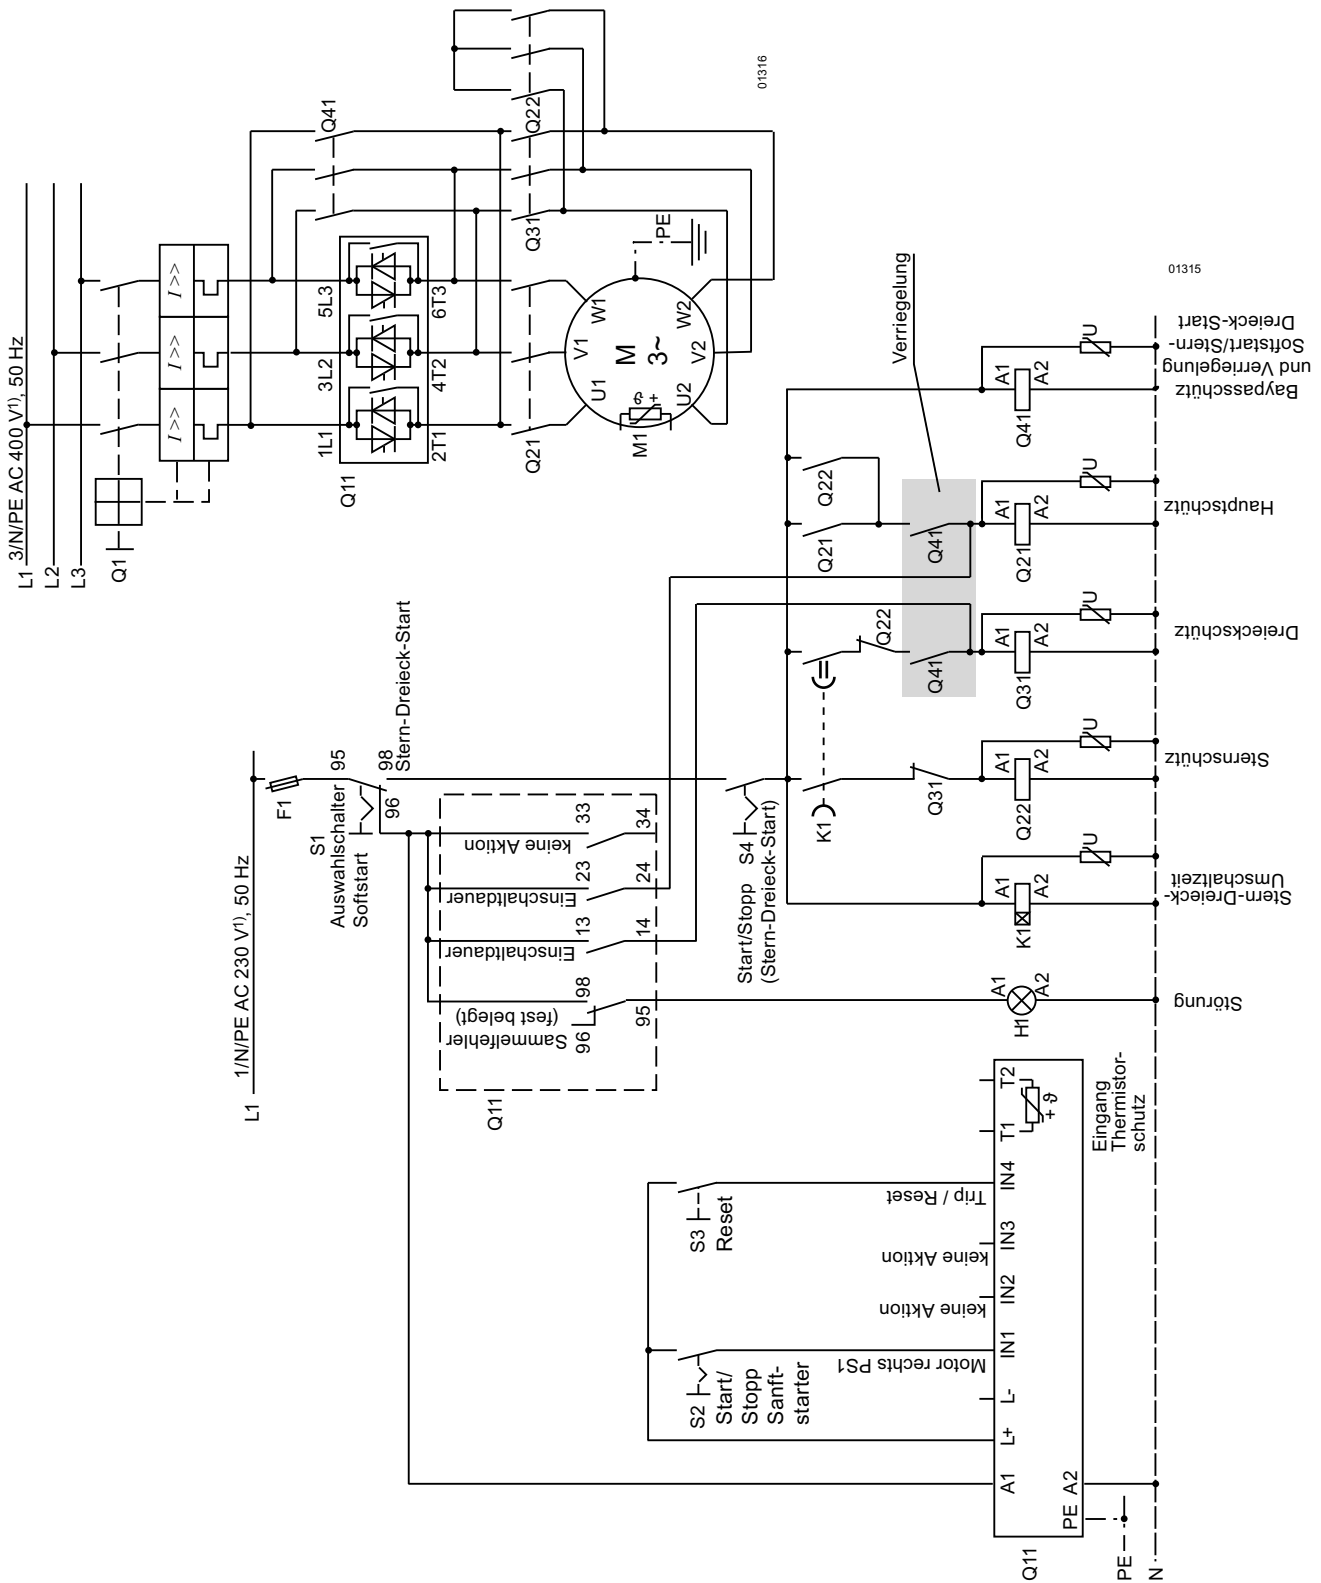 3/N/PE AC 400 V1), 50 Hz
L1
L2
L3
Q1
I >>
I >>
I >>
Q11
1L1
3L2
5L3
2T1
4T2
6T3
Q41
Q21
Q31
Q22
U1
V1
W1
M
3~
M1
ϑ
+
U2
V2
W2
PE
01316
1/N/PE AC 230 V1), 50 Hz
L1
F1
S1
Auswahlschalter
Softstart
95
96
98
Stern-Dreieck-Start
Q11
Sammelfehler
(fest belegt)
96
98
95
Einschaltdauer
13
14
Einschaltdauer
23
24
keine Aktion
33
34
Start/Stopp
(Stern-Dreieck-Start)
S4
K1
Q31
Q22
Q41
Q21
Q22
Q41
Verriegelung
S2
Start/
Stopp
Sanft-
starter
S3
Reset
Motor rechts PS1
keine Aktion
keine Aktion
Trip / Reset
Q11
A1
L+
L-
IN1
IN2
IN3
IN4
T1
T2
+ ϑ
PE
A2
Eingang
Thermistor-
schutz
H1
A1
A2
Störung
K1
A1
A2
U
Stern-Dreieck-
Umschaltzeit
Q22
A1
A2
U
Sternschütz
Q31
A1
A2
U
Dreieckschütz
Q21
A1
A2
U
Hauptschütz
Q41
A1
A2
U
Baypasschütz
und Verriegelung
Softstart/Stern-
Dreieck-Start
01315
PE
N